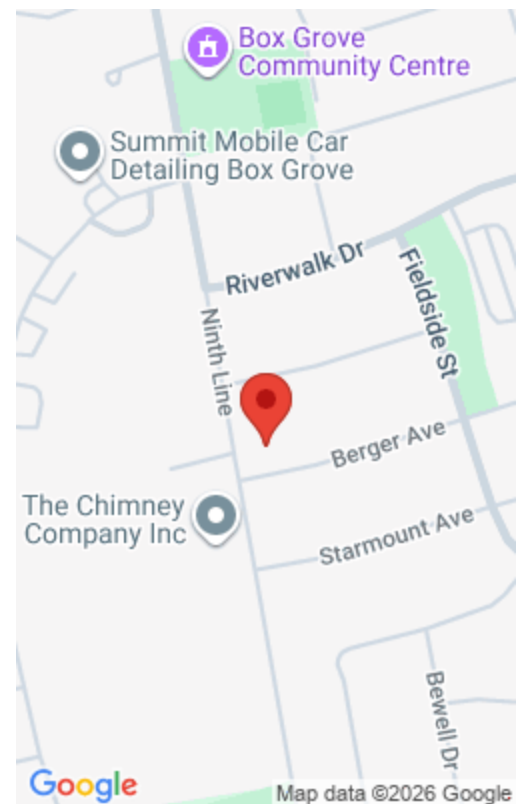 Box Grove
Community Centre
Summit Mobile Car
Detailing Box Grove
Riverwalk Dr
Fieldside St
Ninth Line
Berger Ave
The Chimney
Company Inc
Starmount Ave
Bewell Dr
Google
Map data ©2026 Google